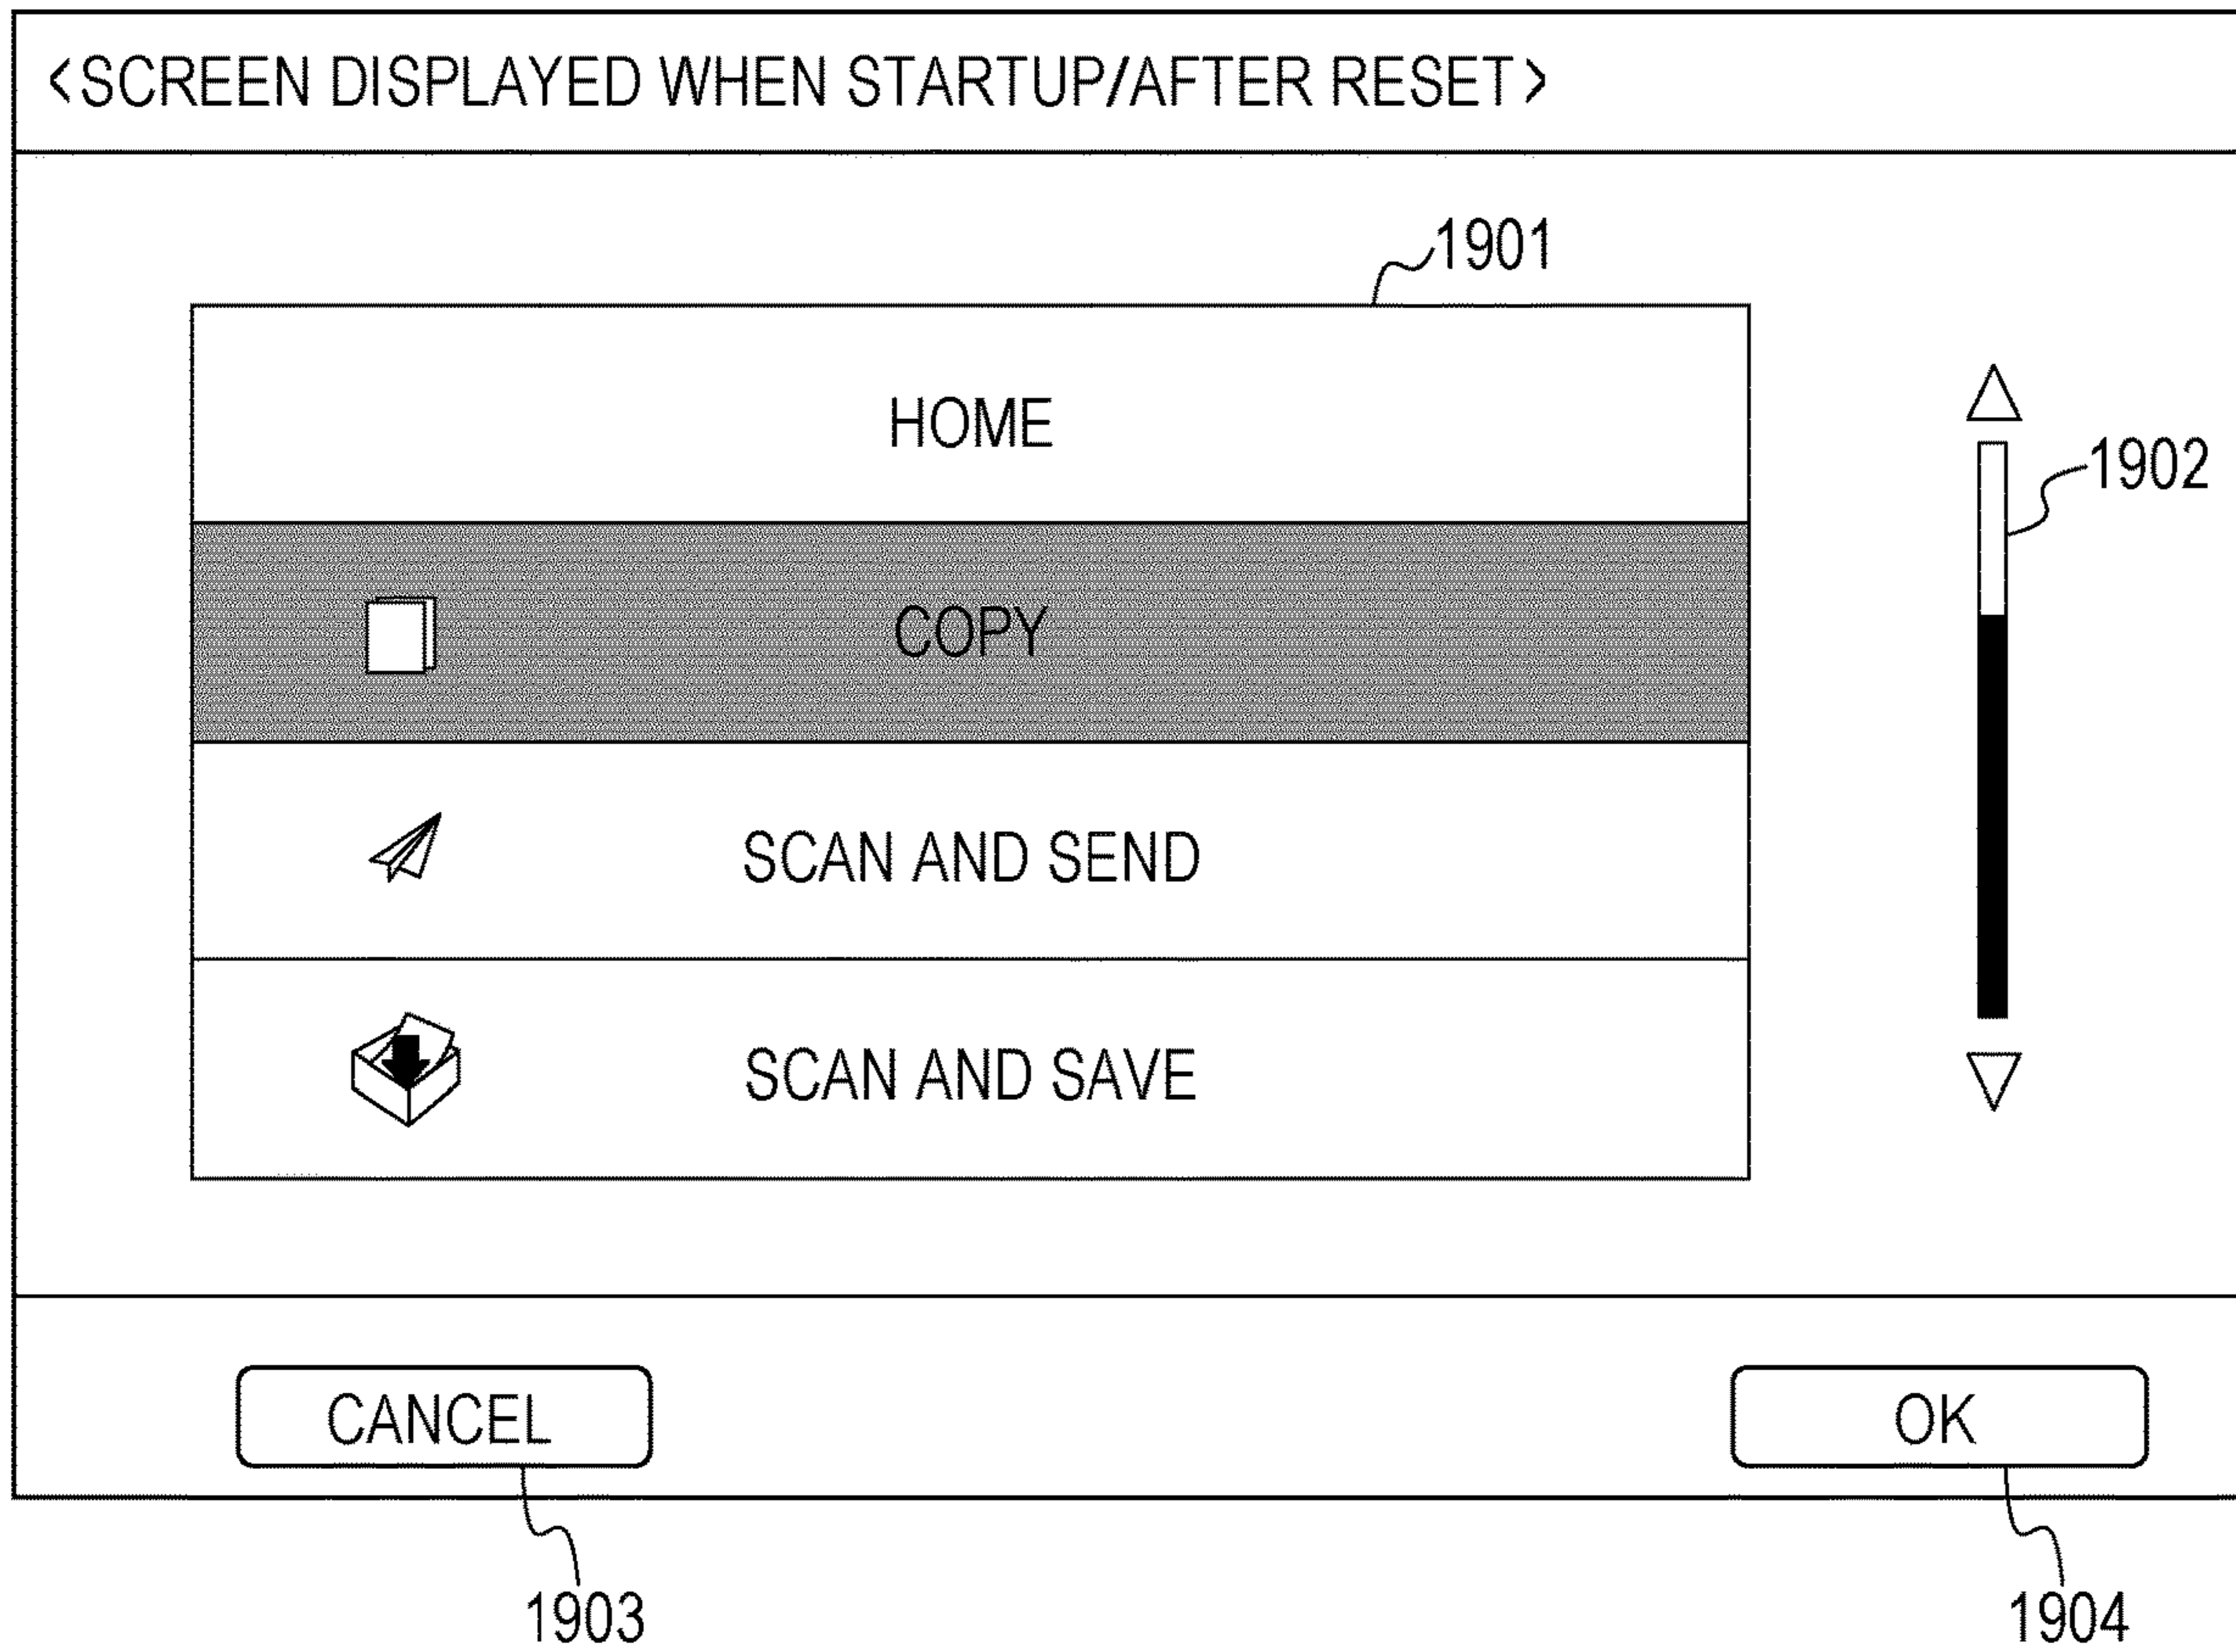 <SCREEN DISPLAYED WHEN STARTUP/AFTER RESET>
1901
HOME
1902
COPY
SCAN AND SEND
SCAN AND SAVE
CANCEL
OK
1903
1904